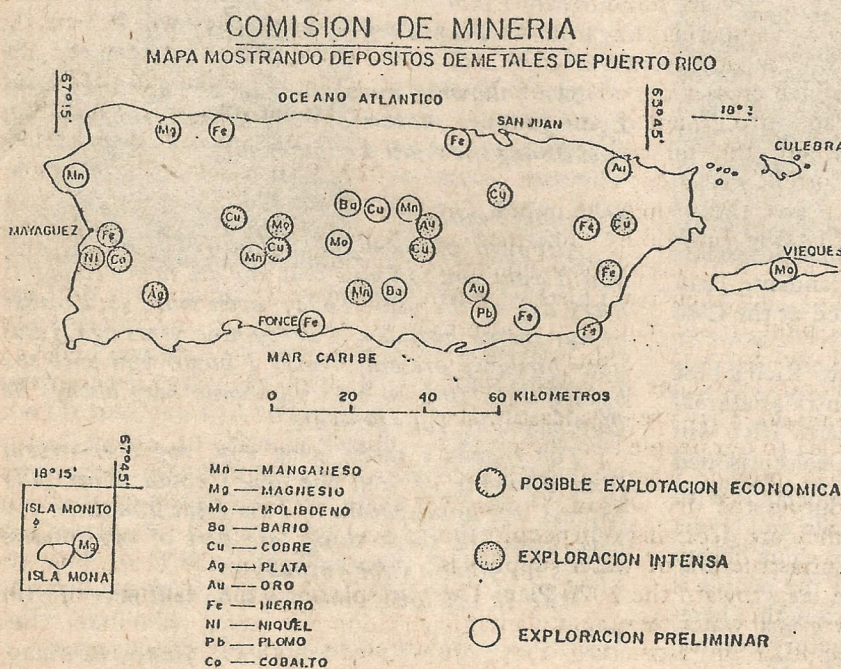 COMISION DE MINERIA
MAPA MOSTRANDO DEPOSITOS DE METALES DE PUERTO RICO
67°15'
OCEANO ATLANTICO
65°45'
SAN JUAN
CULEBRA
Mg Fe Fe Au
Mn
Ba Cu Mn Cu
Cu Mo Au Fe Cu
MAYAGUEZ
Fe
Ni Co
Mn Cu Mo Cu
VIEQUES
Mo
Fe
Ag Mn Ba Au
Pb Fe Fe
PONCE Fe
MAR CARIBE
0 20 40 60 KILOMETROS
18°15'
67°45'
ISLA MONITO
Mg
ISLA MONA
Mn — MANGANESO
Mg — MAGNESIO
Mo — MOLIBDENO
Ba — BARIO
Cu — COBRE
Ag — PLATA
Au — ORO
Fe — HIERRO
Ni — NIQUEL
Pb — PLOMO
Co — COBALTO
POSIBLE EXPLOTACION ECONOMICA
EXPLORACION INTENSA
EXPLORACION PRELIMINAR